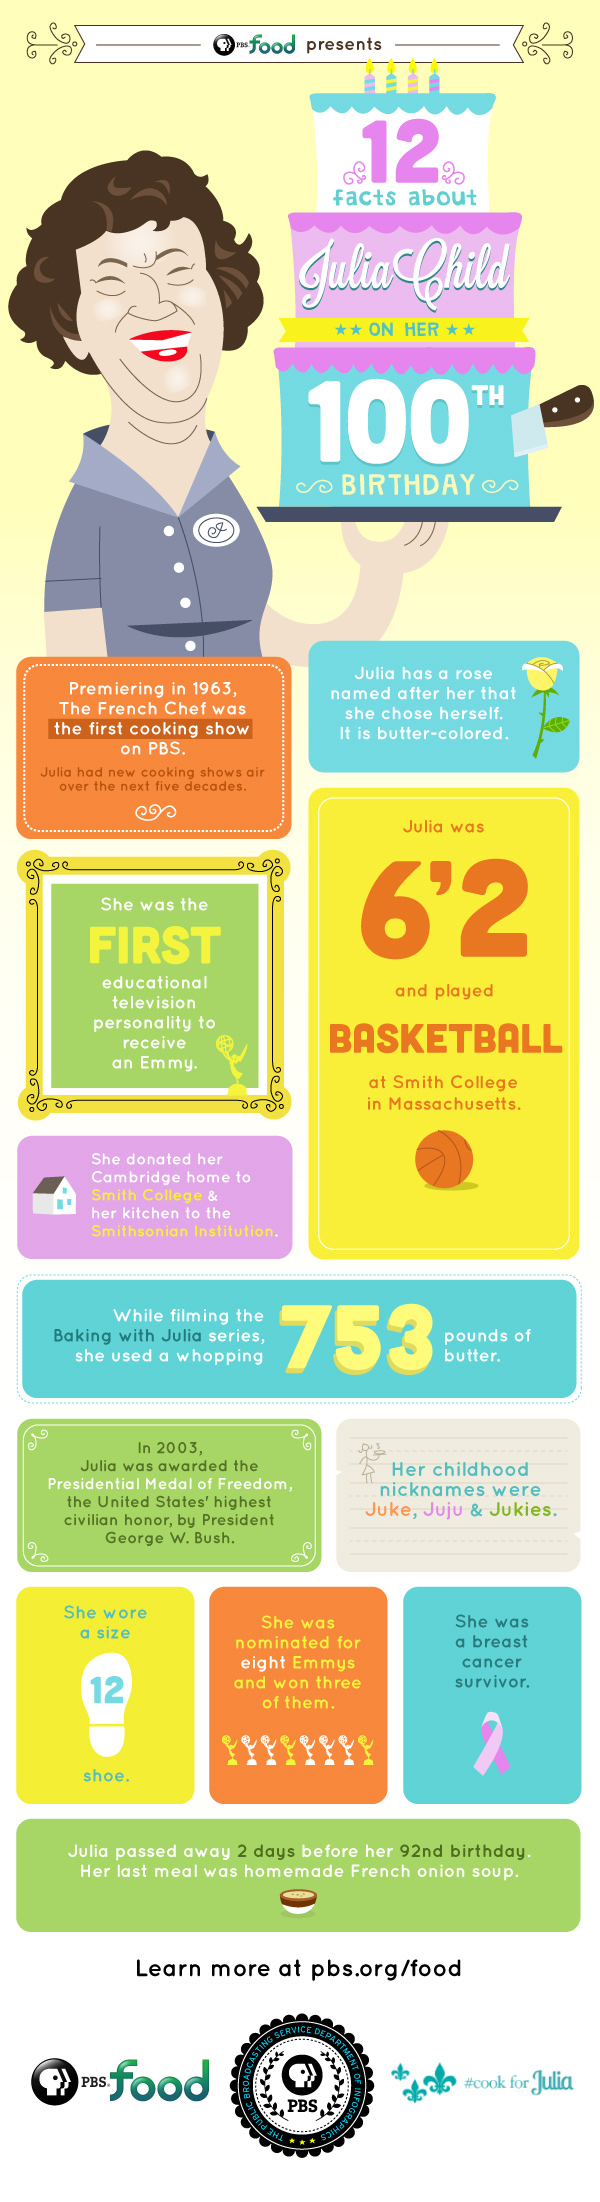 PBS. food presents
12
facts about
Julia Child
★★ ON HER ★★
100TH
BIRTHDAY
Premiering in 1963,
The French Chef was
the first cooking show
on PBS.
Julia had new cooking shows air
over the next five decades.
Julia has a rose
named after her that
she chose herself.
It is butter-colored.
She was the
FIRST
educational
television
personality to
receive
an Emmy.
Julia was
6'2
and played
BASKETBALL
at Smith College
in Massachusetts.
She donated her
Cambridge home to
Smith College &
her kitchen to the
Smithsonian Institution.
While filming the
Baking with Julia series,
she used a whopping
753
pounds of
butter.
In 2003,
Julia was awarded the
Presidential Medal of Freedom,
the United States' highest
civilian honor, by President
George W. Bush.
Her childhood
nicknames were
Juke, Juju & Jukies.
She wore
a size
12
shoe.
She was
nominated for
eight Emmys
and won three
of them.
She was
a breast
cancer
survivor.
Julia passed away 2 days before her 92nd birthday.
Her last meal was homemade French onion soup.
Learn more at pbs.org/food
PBS. food
THE PUBLIC BROADCASTING SERVICE DEPARTMENT OF INFOGRAPHICS
PBS
#cook for Julia